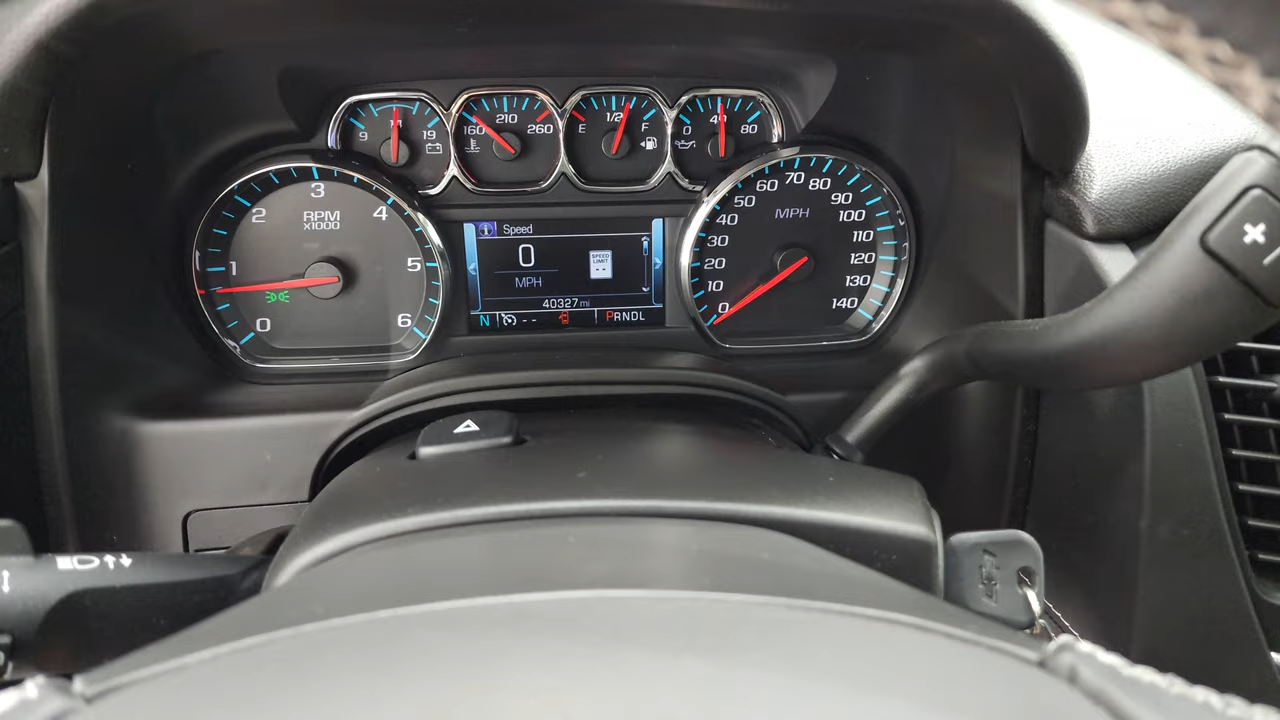 9 19
160 210 260
E 1/2 F
0 40 80
0 1 2 3 4 5 6
RPM
x1000
i Speed
0
MPH
SPEED
LIMIT
--
40327 mi
N -- PRNDL
0 10 20 30 40 50 60 70 80 90 100 110 120 130 140
MPH
+